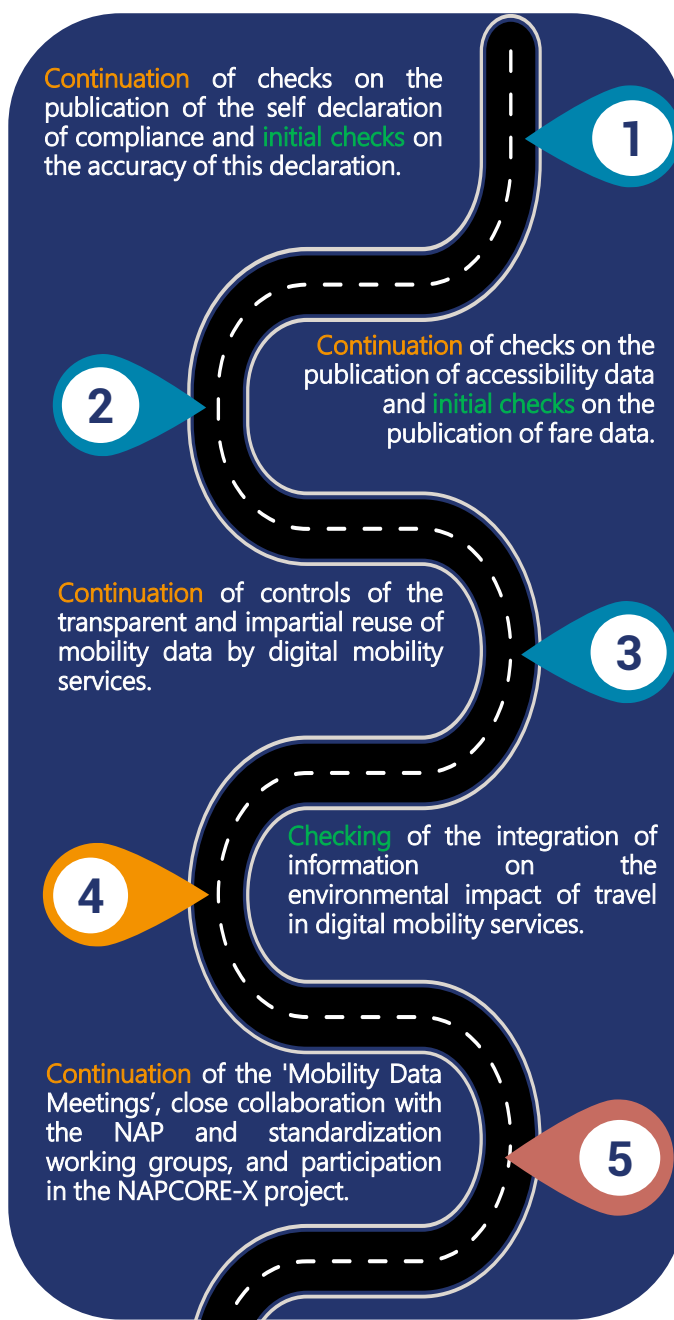 Continuation of checks on the
publication of the self declaration
of compliance and initial checks on
the accuracy of this declaration.
1
Continuation of checks on the
publication of accessibility data
and initial checks on the
publication of fare data.
2
Continuation of controls of the
transparent and impartial reuse of
mobility data by digital mobility
services.
3
Checking of the integration of
information on the
environmental impact of travel
in digital mobility services.
4
Continuation of the 'Mobility Data
Meetings’, close collaboration with
the NAP and standardization
working groups, and participation
in the NAPCORE-X project.
5